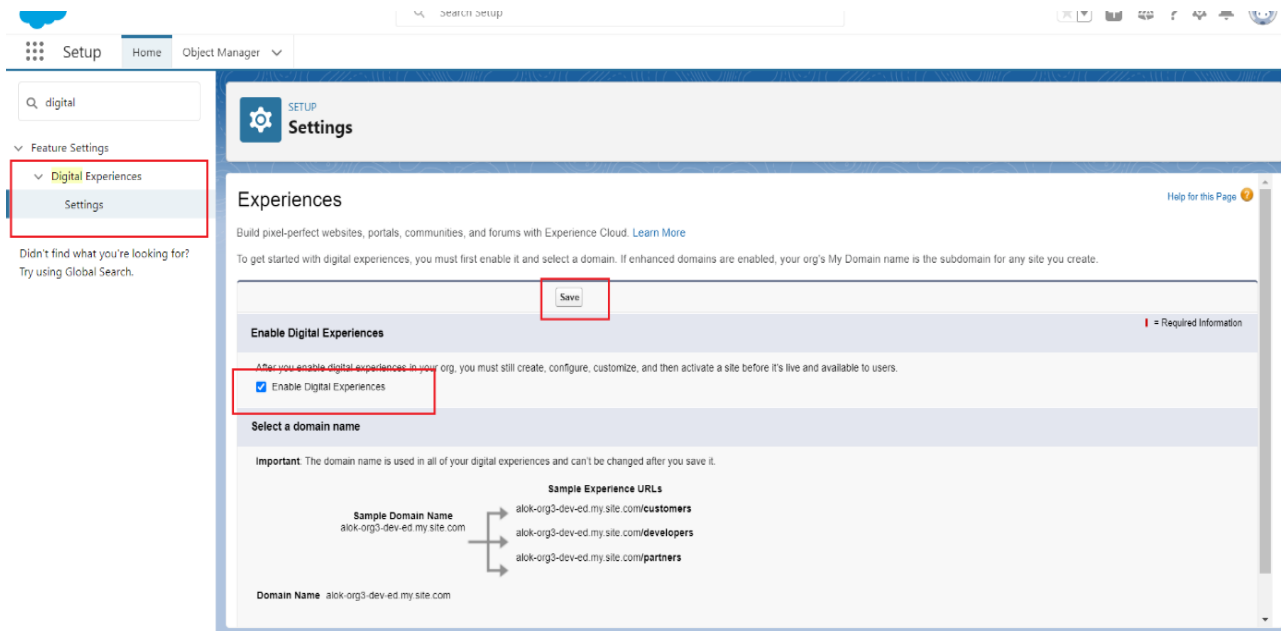 Search Setup
Setup
Home
Object Manager
digital
Feature Settings
Digital Experiences
Settings
Didn't find what you're looking for?
Try using Global Search.
SETUP
Settings
Experiences
Help for this Page ?
Build pixel-perfect websites, portals, communities, and forums with Experience Cloud. Learn More
To get started with digital experiences, you must first enable it and select a domain. If enhanced domains are enabled, your org's My Domain name is the subdomain for any site you create.
Save
Enable Digital Experiences
= Required Information
After you enable digital experiences in your org, you must still create, configure, customize, and then activate a site before it's live and available to users.
Enable Digital Experiences
Select a domain name
Important. The domain name is used in all of your digital experiences and can't be changed after you save it.
Sample Experience URLs
Sample Domain Name
alok-org3-dev-ed.my.site.com
alok-org3-dev-ed.my.site.com/customers
alok-org3-dev-ed.my.site.com/developers
alok-org3-dev-ed.my.site.com/partners
Domain Name alok-org3-dev-ed.my.site.com